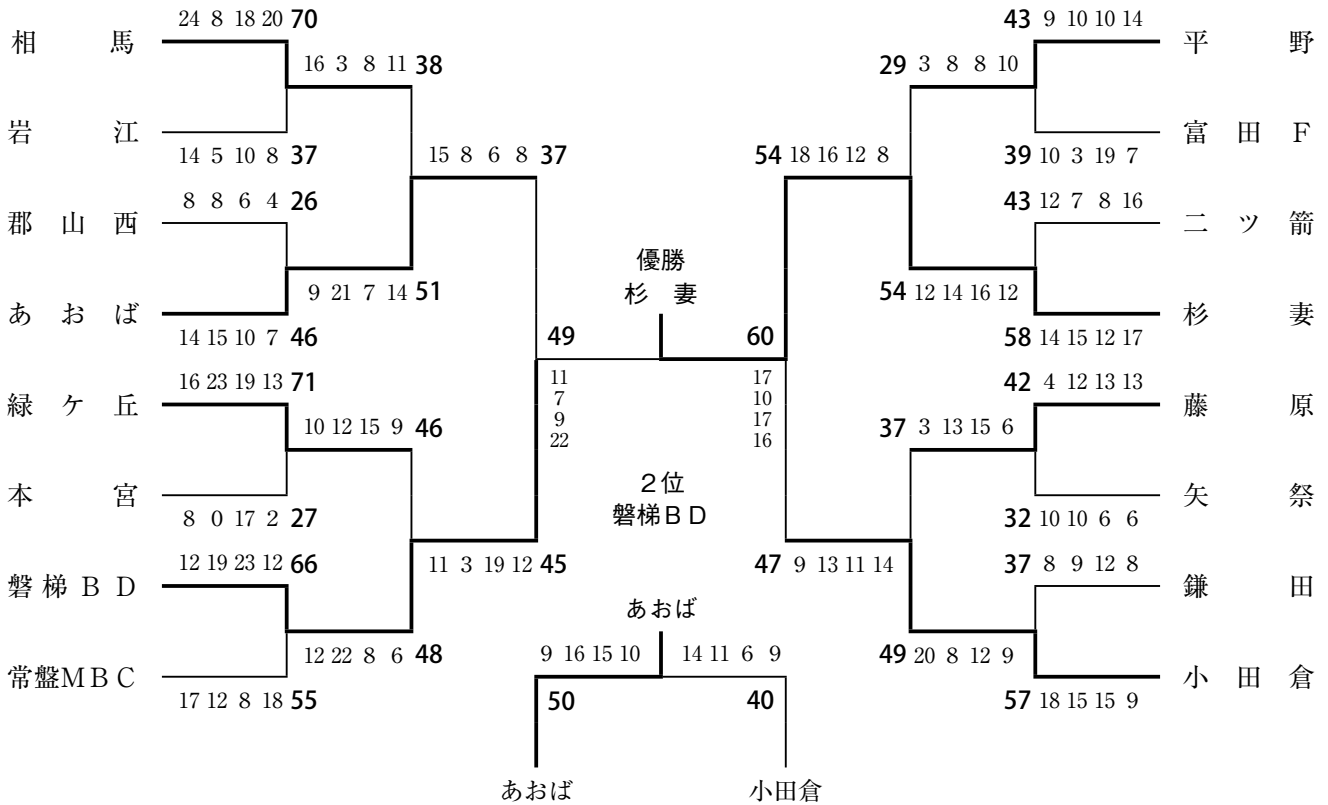 24 8 18 20 70
相馬
16 3 8 11 38
岩江
14 5 10 8 37
15 8 6 8 37
8 8 6 4 26
郡山西
9 21 7 14 51
あおば
14 15 10 7 46
16 23 19 13 71
緑ケ丘
10 12 15 9 46
本宮
8 0 17 2 27
12 19 23 12 66
11 3 19 12 45
磐梯ＢＤ
12 22 8 6 48
常盤ＭＢＣ
17 12 8 18 55
優勝
杉妻
49
11
7
9
22
60
17
10
17
16
２位
磐梯ＢＤ
43 9 10 10 14
平野
29 3 8 8 10
富田Ｆ
39 10 3 19 7
54 18 16 12 8
43 12 7 8 16
二ツ箭
54 12 14 16 12
杉妻
58 14 15 12 17
42 4 12 13 13
藤原
37 3 13 15 6
矢祭
32 10 10 6 6
47 9 13 11 14
37 8 9 12 8
鎌田
49 20 8 12 9
小田倉
57 18 15 15 9
あおば
9 16 15 10
14 11 6 9
50
40
あおば
小田倉